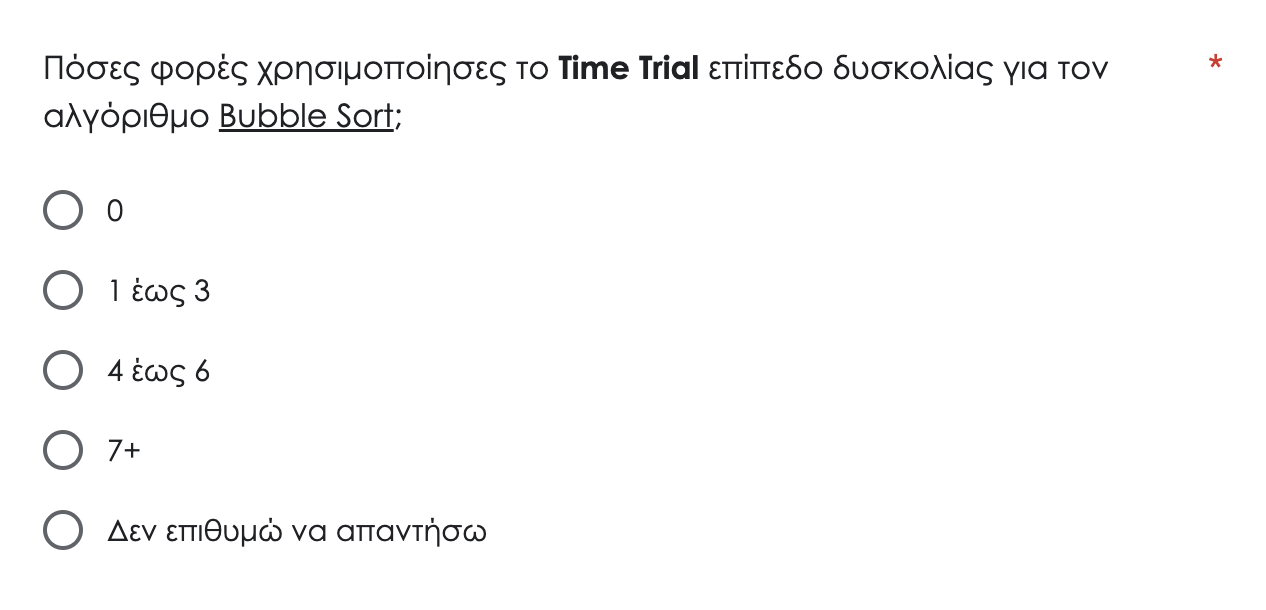 Πόσες φορές χρησιμοποίησες το Time Trial επίπεδο δυσκολίας για τον *
αλγόριθμο Bubble Sort;
0
1 έως 3
4 έως 6
7+
Δεν επιθυμώ να απαντήσω